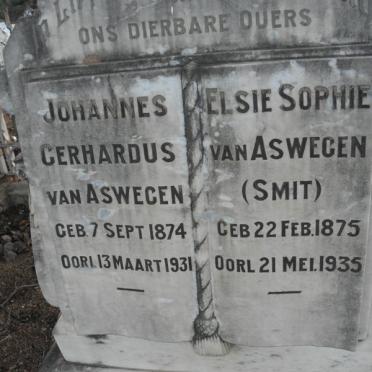 ONS DIERBARE OUERS
JOHANNES
GERHARDUS
VAN ASWEGEN
GEB. 7 SEPT 1874
OORL. 13 MAART 1931
ELSIE SOPHIE
VAN ASWEGEN
(SMIT)
GEB 22 FEB. 1875
OORL 21 MEI. 1935